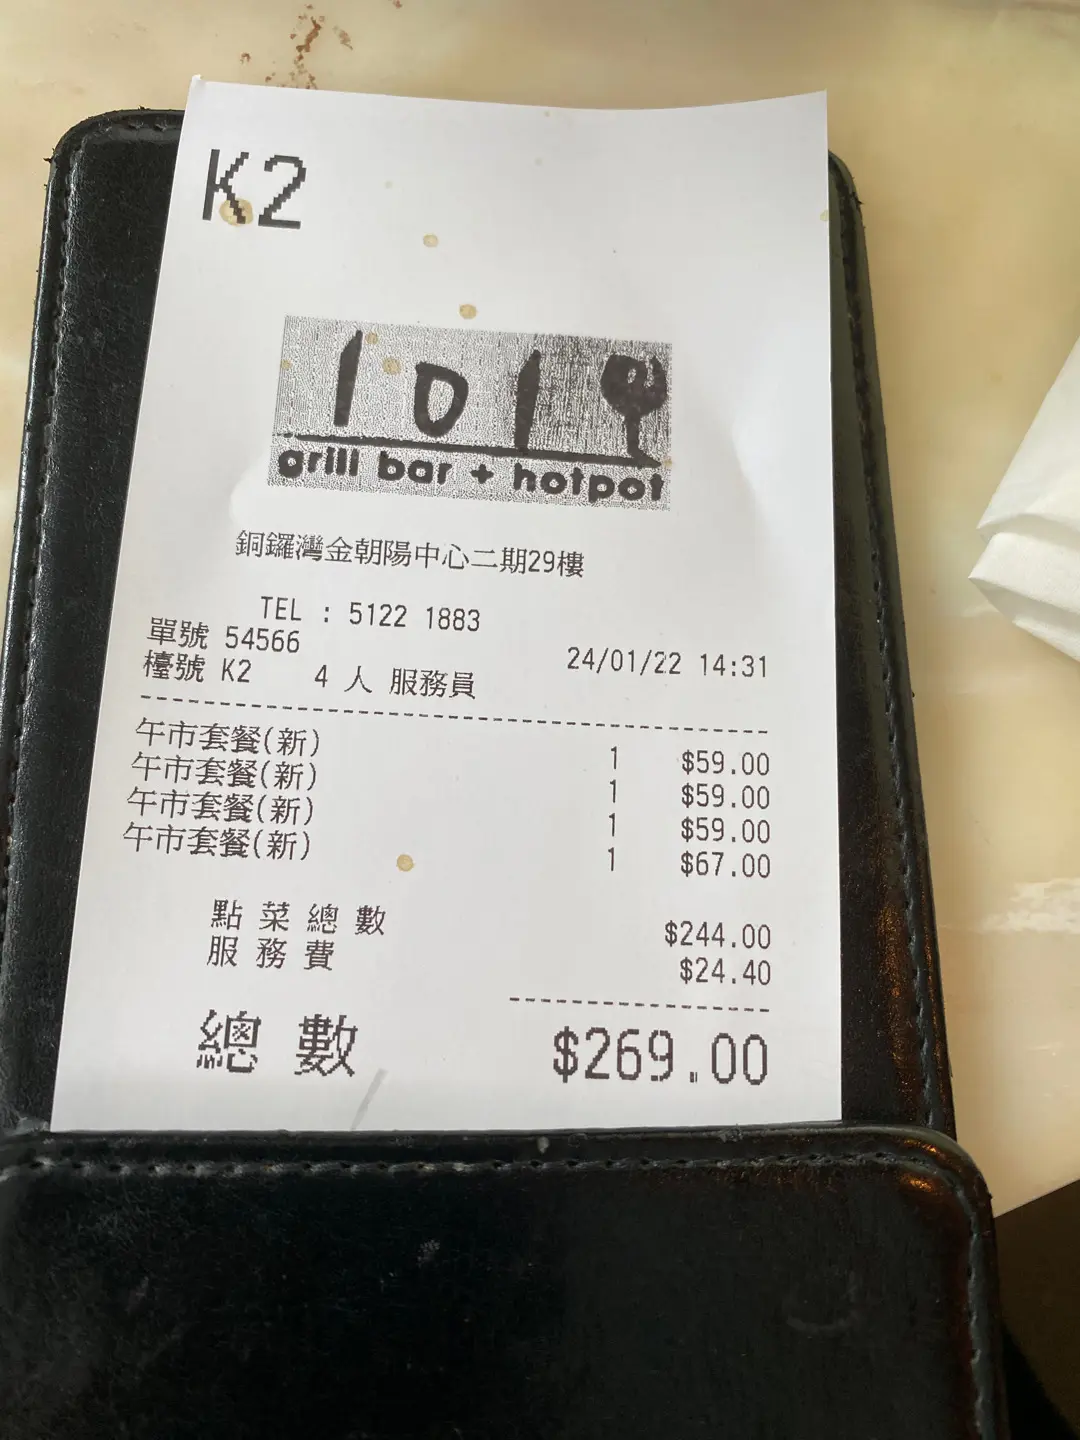 K2
101
grill bar + hotpot
銅鑼灣金朝陽中心二期29樓
TEL : 5122 1883
單號 54566
24/01/22 14:31
檯號 K2 4 人 服務員
午市套餐(新) 1 $59.00
午市套餐(新) 1 $59.00
午市套餐(新) 1 $59.00
午市套餐(新) 1 $67.00
點菜總數 $244.00
服務費 $24.40
總數 $269.00